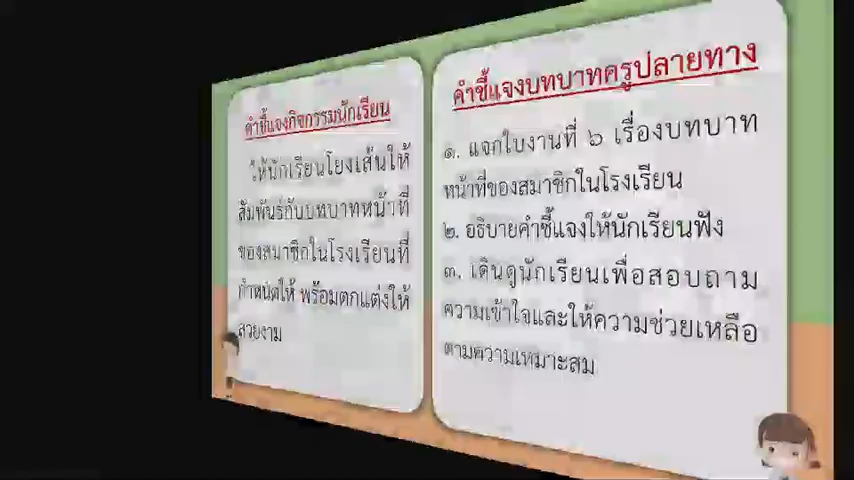 คำชี้แจงกิจกรรมนักเรียน
ให้นักเรียนโยงเส้นให้
สัมพันธ์กับบทบาทหน้าที่
ของสมาชิกในโรงเรียนที่
กำหนดให้ พร้อมตกแต่งให้
สวยงาม
คำชี้แจงบทบาทครูปลายทาง
๑. แจกใบงานที่ ๖ เรื่องบทบาท
หน้าที่ของสมาชิกในโรงเรียน
๒. อธิบายคำชี้แจงให้นักเรียนฟัง
๓. เดินดูนักเรียนเพื่อสอบถาม
ความเข้าใจและให้ความช่วยเหลือ
ตามความเหมาะสม